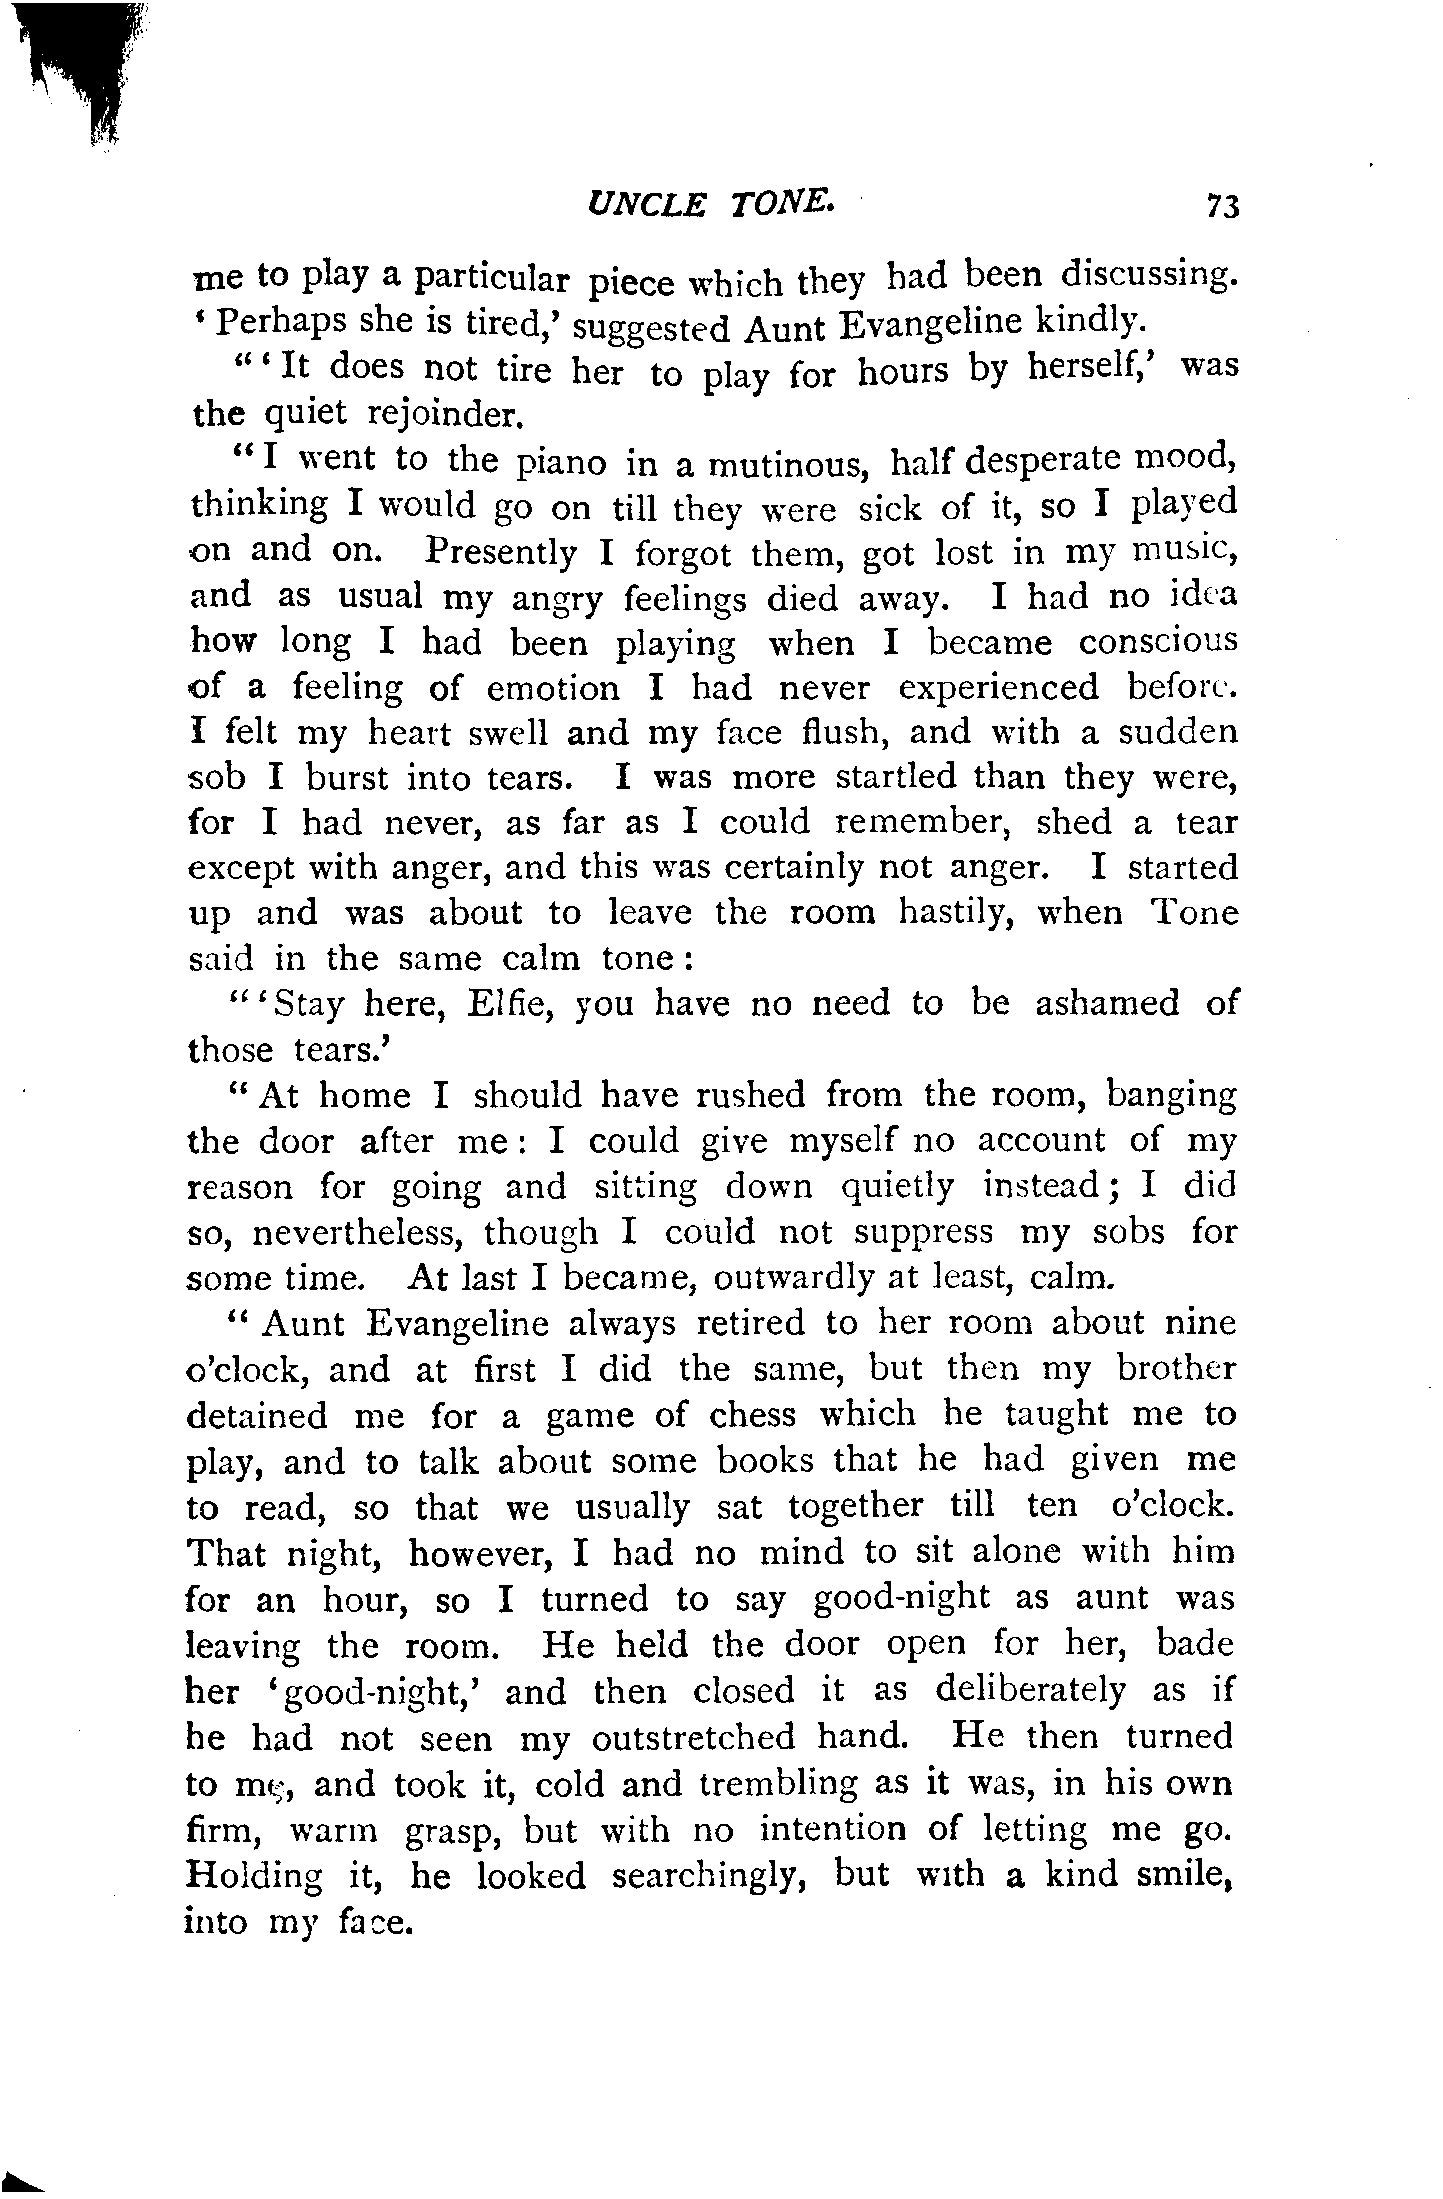 UNCLE TONE. 73
me to play a particular piece which they had been discussing.
‘ Perhaps she is tired,’ suggested Aunt Evangeline kindly.
“ ‘ It does not tire her to play for hours by herself,’ was
the quiet rejoinder.
“ I went to the piano in a mutinous, half desperate mood,
thinking I would go on till they were sick of it, so I played
on and on. Presently I forgot them, got lost in my music,
and as usual my angry feelings died away. I had no idea
how long I had been playing when I became conscious
of a feeling of emotion I had never experienced before.
I felt my heart swell and my face flush, and with a sudden
sob I burst into tears. I was more startled than they were,
for I had never, as far as I could remember, shed a tear
except with anger, and this was certainly not anger. I started
up and was about to leave the room hastily, when Tone
said in the same calm tone :
“ ‘ Stay here, Elfie, you have no need to be ashamed of
those tears.’
“ At home I should have rushed from the room, banging
the door after me : I could give myself no account of my
reason for going and sitting down quietly instead ; I did
so, nevertheless, though I could not suppress my sobs for
some time. At last I became, outwardly at least, calm.
“ Aunt Evangeline always retired to her room about nine
o’clock, and at first I did the same, but then my brother
detained me for a game of chess which he taught me to
play, and to talk about some books that he had given me
to read, so that we usually sat together till ten o’clock.
That night, however, I had no mind to sit alone with him
for an hour, so I turned to say good-night as aunt was
leaving the room. He held the door open for her, bade
her ‘good-night,’ and then closed it as deliberately as if
he had not seen my outstretched hand. He then turned
to me, and took it, cold and trembling as it was, in his own
firm, warm grasp, but with no intention of letting me go.
Holding it, he looked searchingly, but with a kind smile,
into my face.